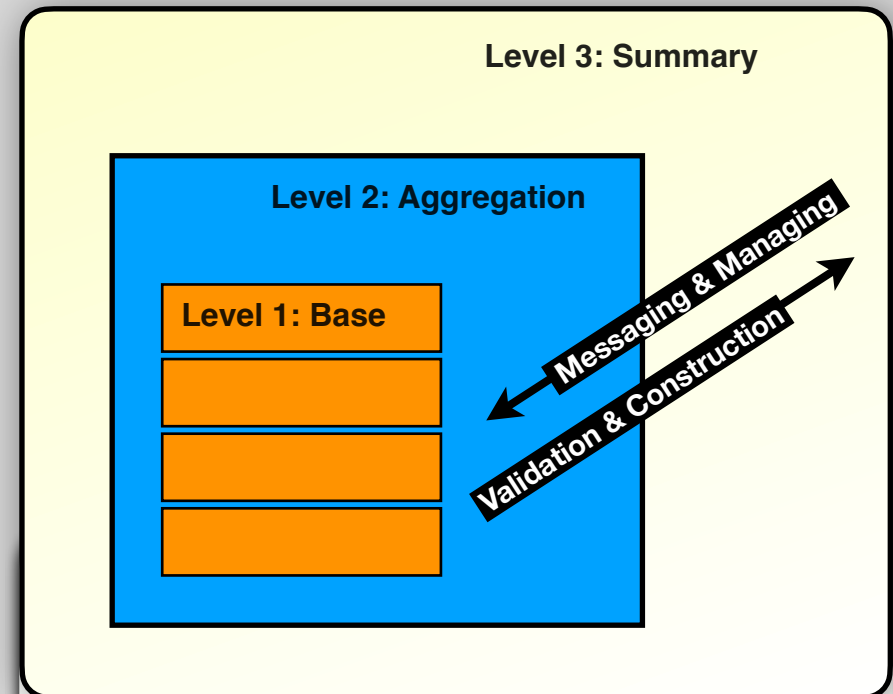 Level 3: Summary
Level 2: Aggregation
Level 1: Base
Messaging & Managing
Validation & Construction